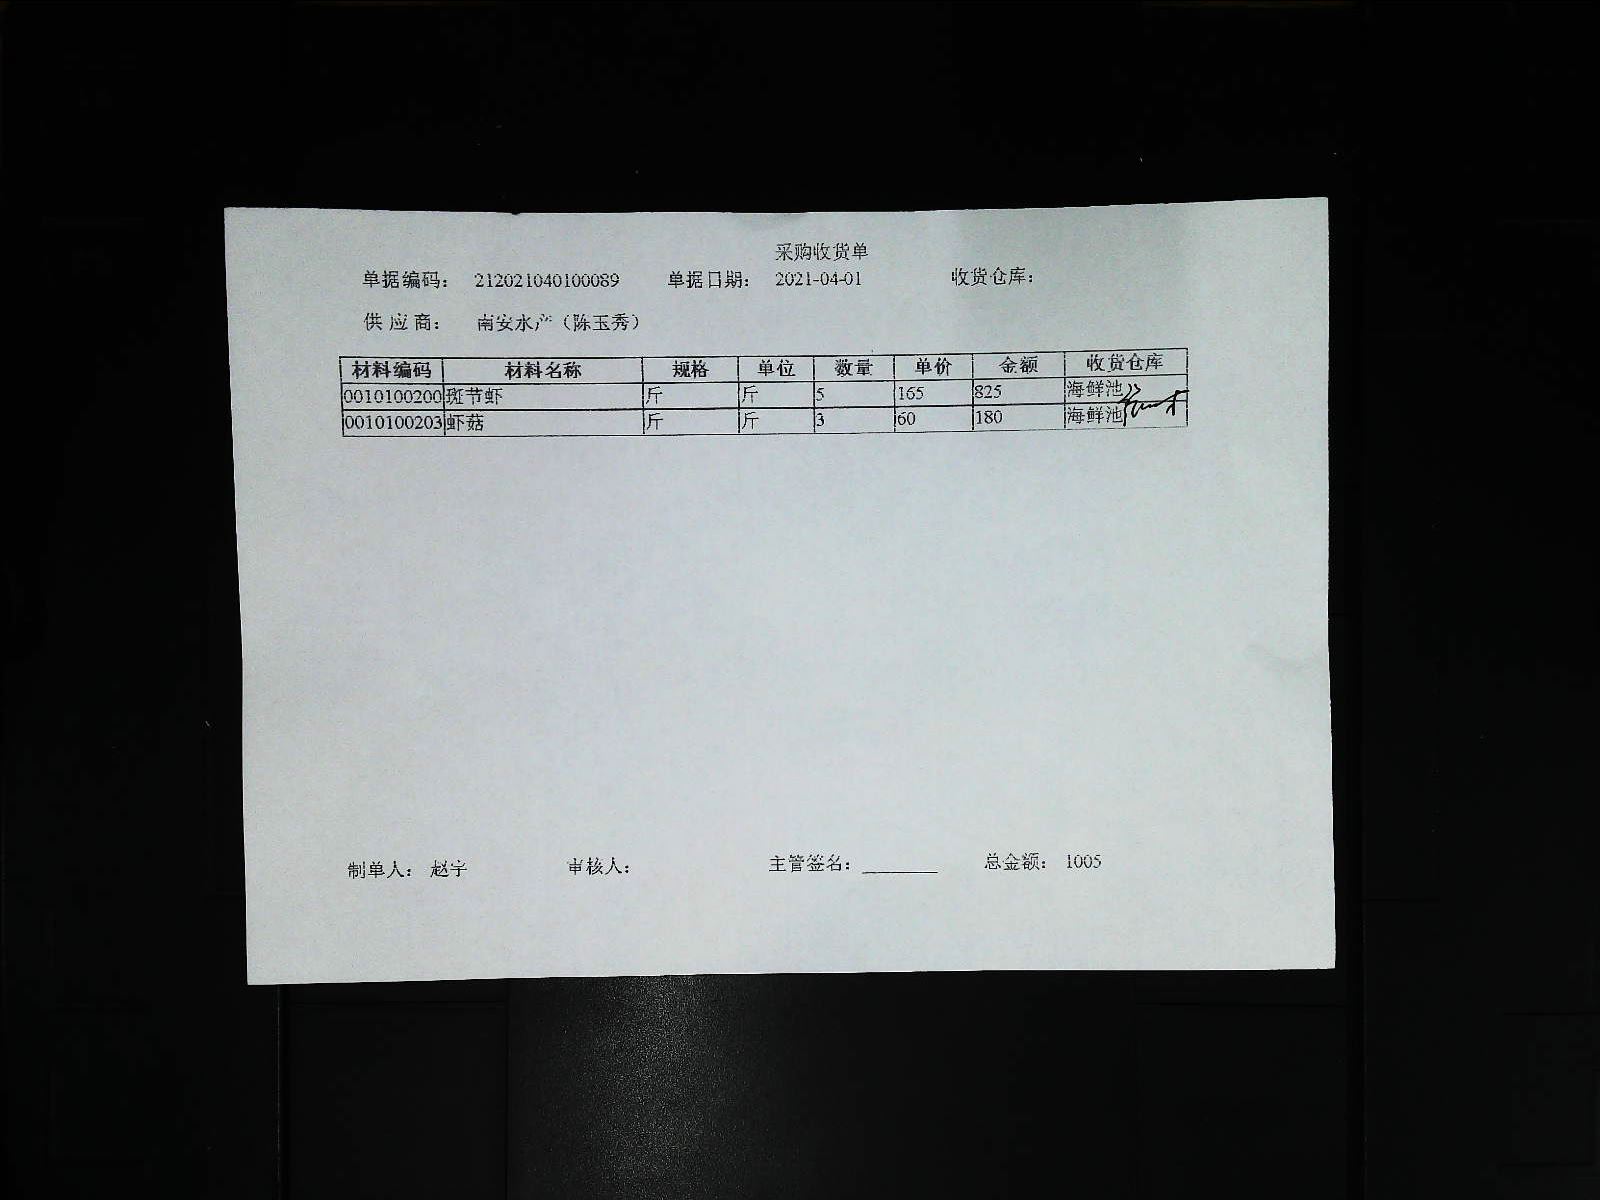 采购收货单
单据编码： 212021040100089 单据日期： 2021-04-01 收货仓库：
供 应 商： 南安水产（陈玉秀）
材料编码 材料名称 规格 单位 数量 单价 金额 收货仓库
0010100200 斑节虾 斤 斤 5 165 825 海鲜池
0010100203 虾菇 斤 斤 3 60 180 海鲜池
制单人： 赵宇 审核人： 主管签名： ________ 总金额： 1005